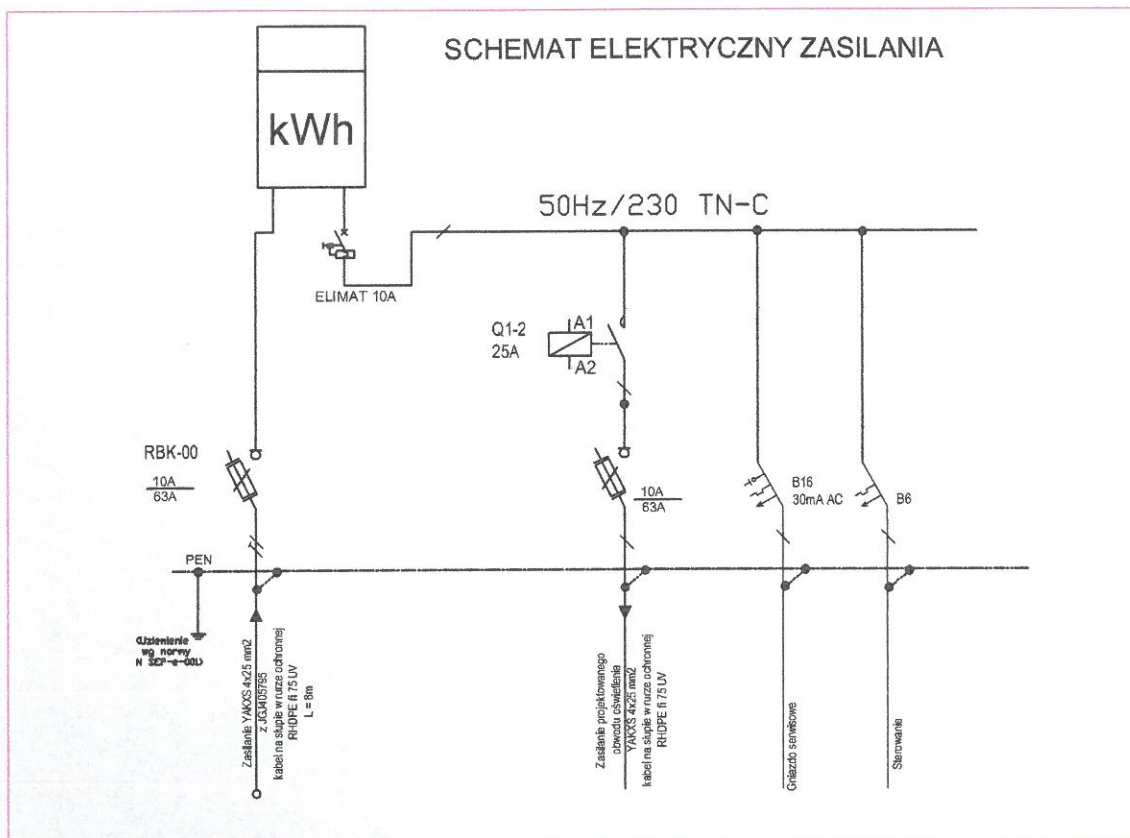 SCHEMAT ELEKTRYCZNY ZASILANIA
kWh
50Hz/230 TN-C
ELIMAT 10A
Q1-2
25A
A1
A2
RBK-00
10A
63A
10A
63A
B16
30mA AC
B6
PEN
(Uziemienie
wg normy
N SEP-e-001)
Zasilanie YAKXS 4x25 mm2
z JGJ405795
kabel na słupie w rurze ochronnej
RHDPE fi 75 UV
L = 8m
Zasilanie projektowanego
obwodu oświetlenia
YAKXS 4x25 mm2
kabel na słupie w rurze ochronnej
RHDPE fi 75 UV
Gniazdo serwisowe
Sterowanie